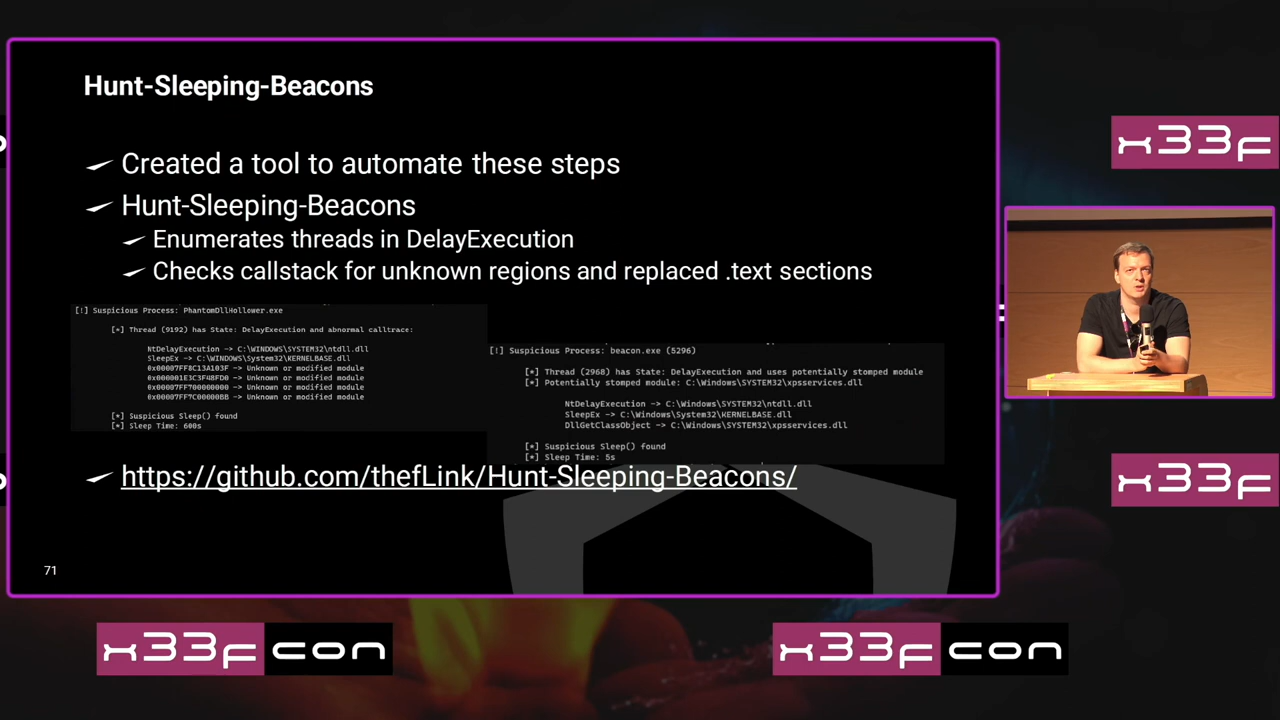 Hunt-Sleeping-Beacons
Created a tool to automate these steps
Hunt-Sleeping-Beacons
Enumerates threads in DelayExecution
Checks callstack for unknown regions and replaced .text sections
[!] Suspicious Process: PhantomDllHollower.exe
[*] Thread (9192) has State: DelayExecution and abnormal calltrace:
NtDelayExecution -> C:\WINDOWS\SYSTEM32\ntdll.dll
SleepEx -> C:\WINDOWS\System32\KERNELBASE.dll
0x00007FF8C13A103F -> Unknown or modified module
0x000001E3C3F48FD0 -> Unknown or modified module
0x00007FF700000000 -> Unknown or modified module
0x00007FF7C00000BB -> Unknown or modified module
[*] Suspicious Sleep() found
[*] Sleep Time: 600s
[!] Suspicious Process: beacon.exe (5296)
[*] Thread (2968) has State: DelayExecution and uses potentially stomped module
[*] Potentially stomped module: C:\Windows\SYSTEM32\xpsservices.dll
NtDelayExecution -> C:\Windows\SYSTEM32\ntdll.dll
SleepEx -> C:\Windows\System32\KERNELBASE.dll
DllGetClassObject -> C:\Windows\SYSTEM32\xpsservices.dll
[*] Suspicious Sleep() found
[*] Sleep Time: 5s
https://github.com/thefLink/Hunt-Sleeping-Beacons/
71
x33f
x33f
x33fcon
x33fcon